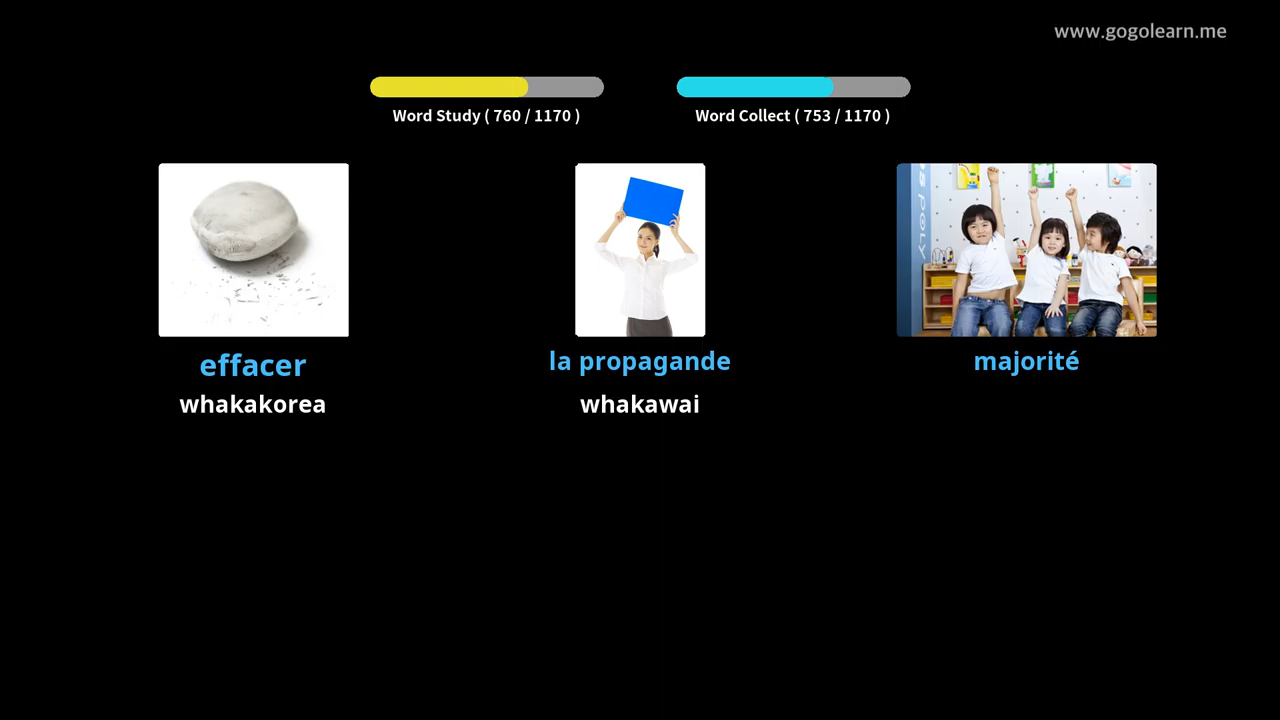 www.gogolearn.me
Word Study ( 760 / 1170 )
Word Collect ( 753 / 1170 )
effacer
whakakorea
la propagande
whakawai
majorité